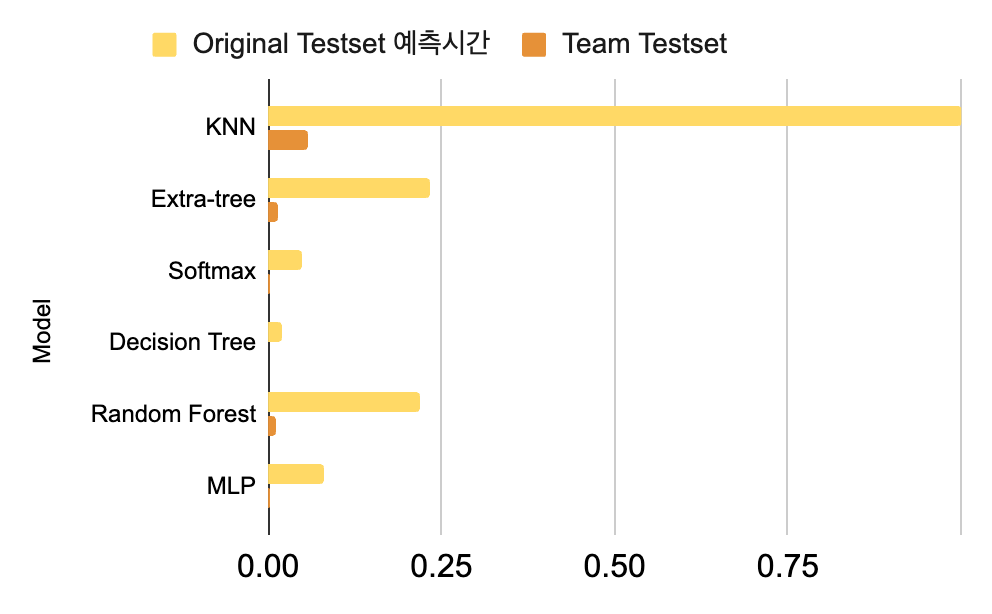 Original Testset 예측시간 Team Testset
KNN
Extra-tree
Softmax
Decision Tree
Random Forest
MLP
Model
0.00 0.25 0.50 0.75